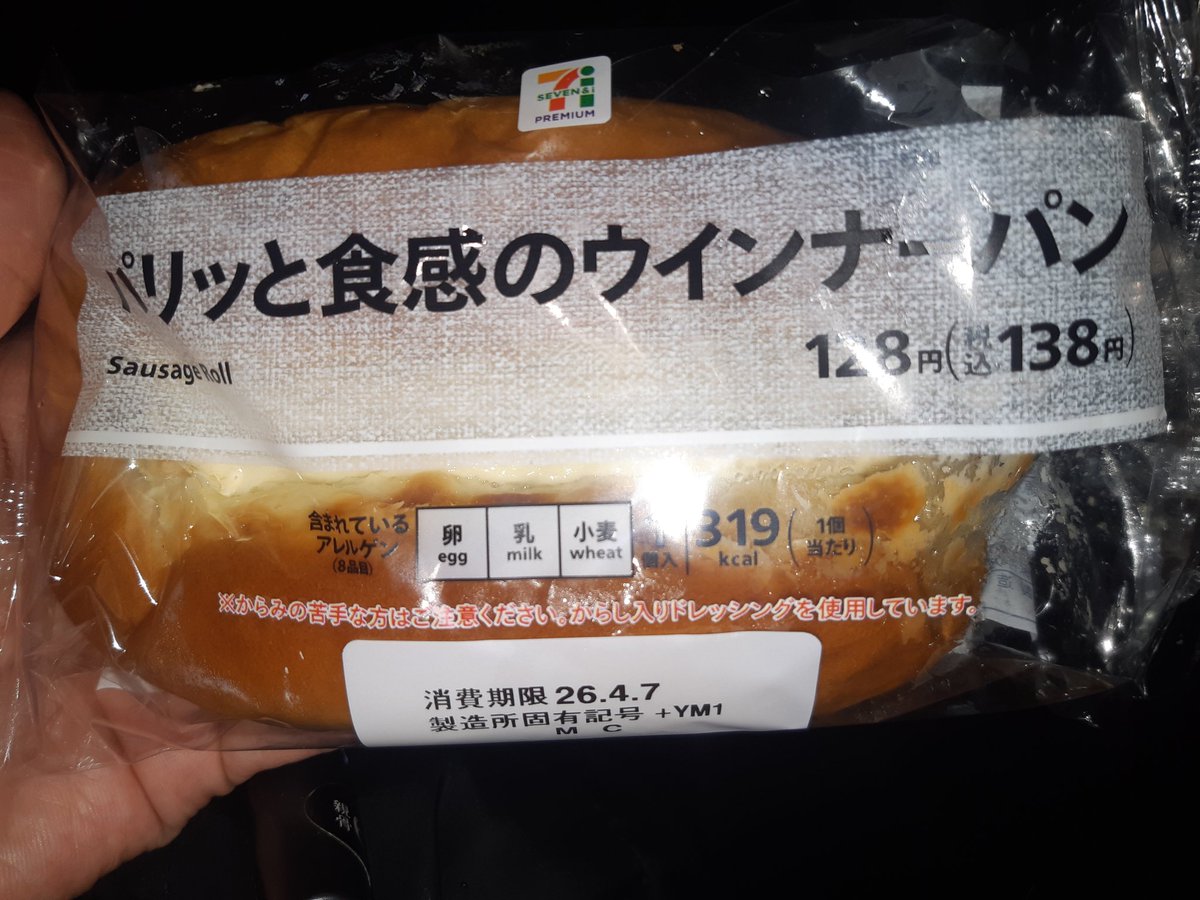 SEVEN&i
PREMIUM
パリッと食感のウインナーパン
Sausage Roll
128円(税込138円)
含まれている
アレルゲン
(8品目)
卵
egg
乳
milk
小麦
wheat
個入
319
kcal
(1個
当たり)
※からみの苦手な方はご注意ください。からし入りドレッシングを使用しています。
消費期限 26.4.7
製造所固有記号 +YM1
M C